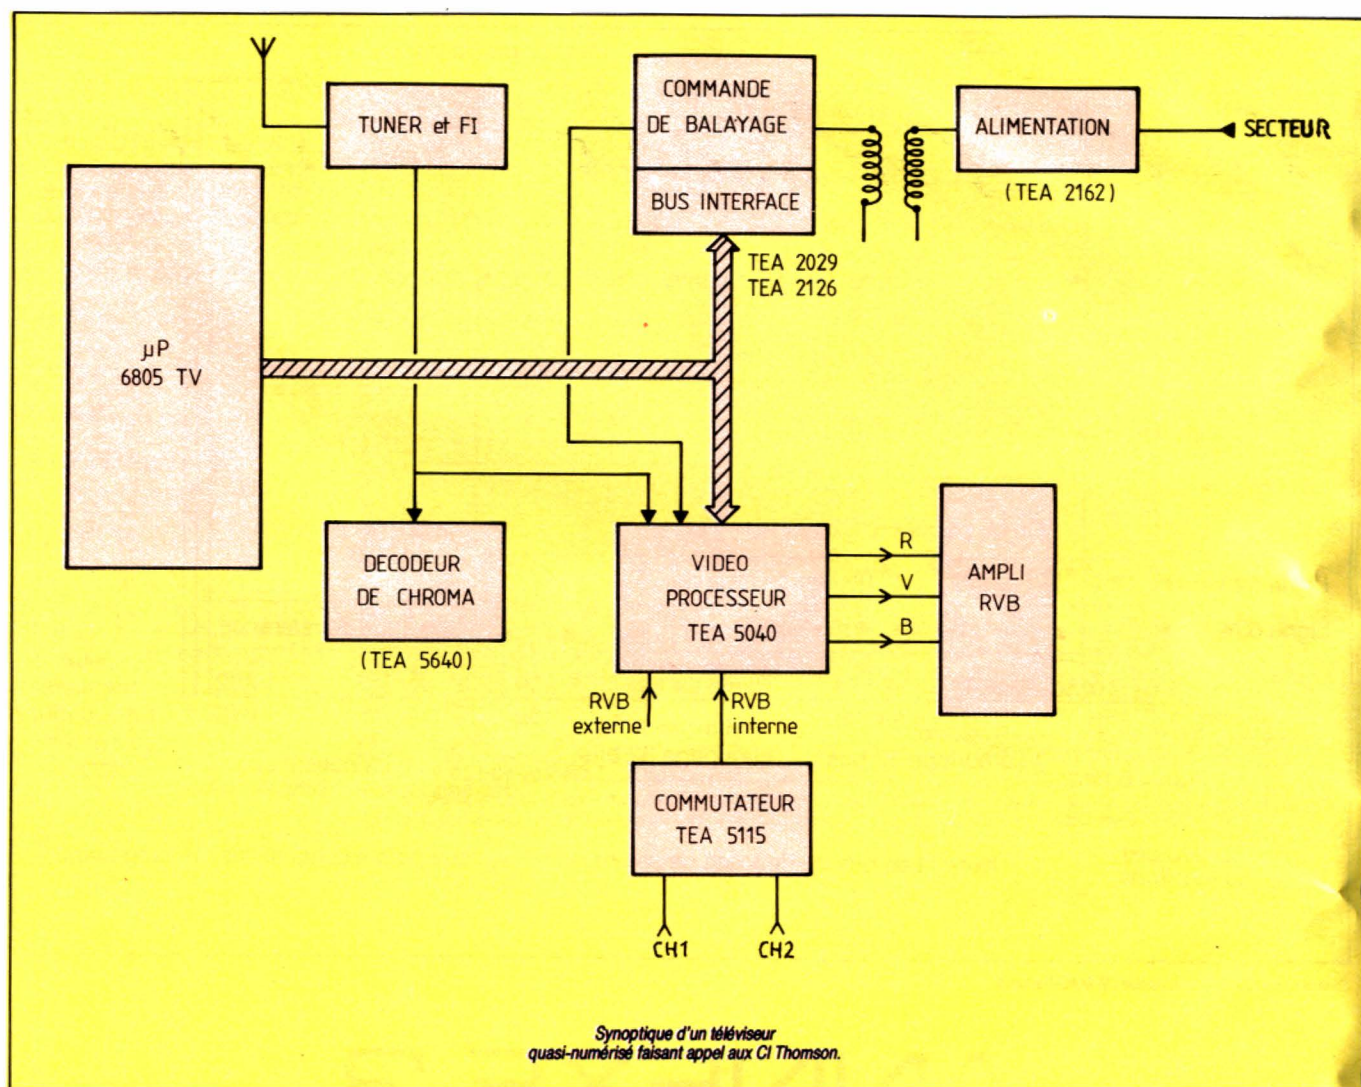 TUNER et FI
COMMANDE
DE BALAYAGE
BUS INTERFACE
ALIMENTATION
SECTEUR
(TEA 2162)
TEA 2029
TEA 2126
µP
6805 TV
DECODEUR
DE CHROMA
(TEA 5640)
VIDEO
PROCESSEUR
TEA 5040
R
V
B
AMPLI
RVB
RVB
externe
RVB
interne
COMMUTATEUR
TEA 5115
CH1
CH2
Synoptique d'un téléviseur
quasi-numérisé faisant appel aux CI Thomson.